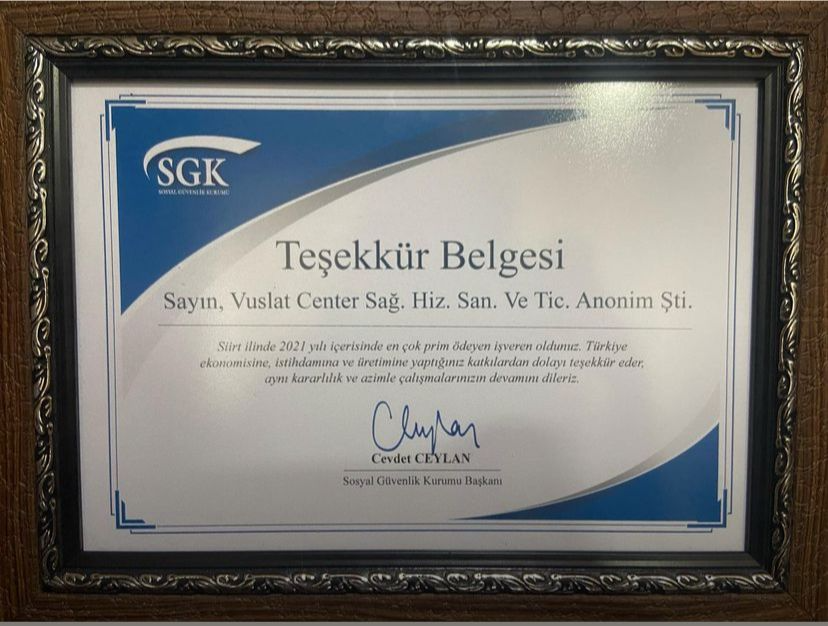 SGK
SOSYAL GÜVENLİK KURUMU
Teşekkür Belgesi
Sayın, Vuslat Center Sağ. Hiz. San. Ve Tic. Anonim Şti.
Siirt ilinde 2021 yılı içerisinde en çok prim ödeyen işveren oldunuz. Türkiye
ekonomisine, istihdamına ve üretimine yaptığınız katkılardan dolayı teşekkür eder,
aynı kararlılık ve azimle çalışmalarınızın devamını dileriz.
Ceylan
Cevdet CEYLAN
Sosyal Güvenlik Kurumu Başkanı